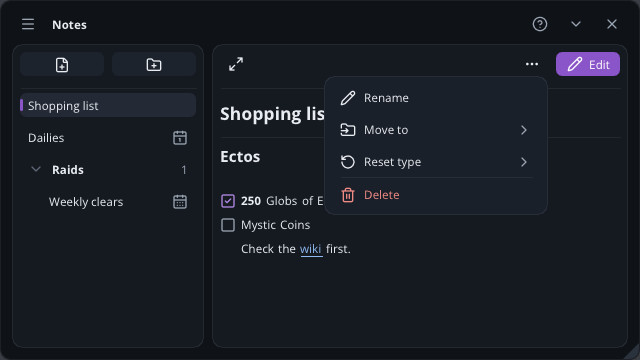 Notes
Edit
Shopping list
Dailies
Raids 1
Weekly clears
Shopping lis
Ectos
250 Globs of E
Mystic Coins
Check the wiki first.
Rename
Move to
Reset type
Delete